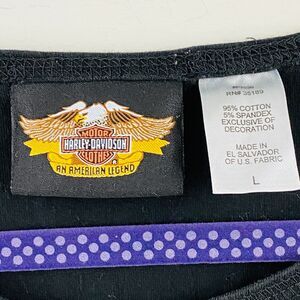 MOTOR
HARLEY-DAVIDSON
CLOTHES
AN AMERICAN LEGEND
RN# 35189
95% COTTON
5% SPANDEX
EXCLUSIVE OF
DECORATION
MADE IN
EL SALVADOR
OF U.S. FABRIC
L